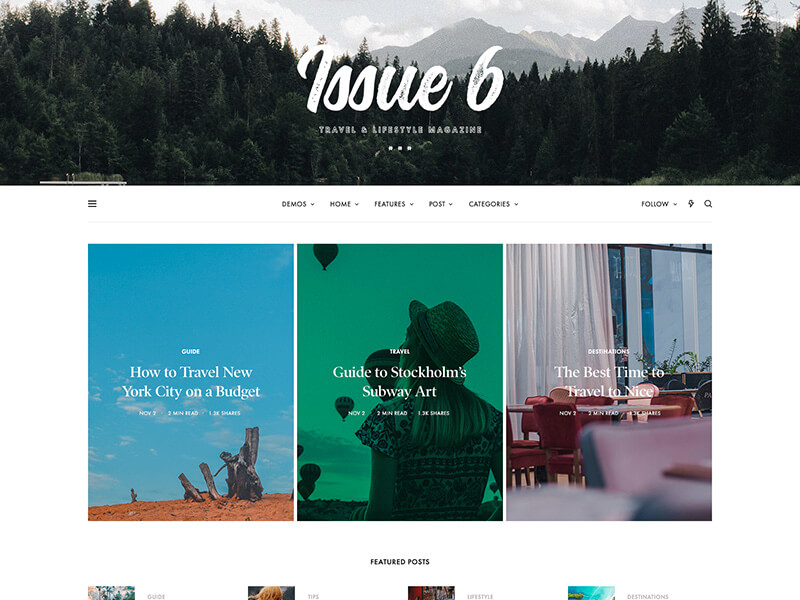 Issue 6
TRAVEL & LIFESTYLE MAGAZINE
DEMOS HOME FEATURES POST CATEGORIES FOLLOW
GUIDE
How to Travel New
York City on a Budget
NOV 2 3 MIN READ 1.3K SHARES
TRAVEL
Guide to Stockholm's
Subway Art
NOV 2 2 MIN READ 1.3K SHARES
DESTINATIONS
The Best Time to
Travel to Nice
NOV 2 2 MIN READ 1.3K SHARES
FEATURED POSTS
GUIDE TIPS LIFESTYLE DESTINATIONS